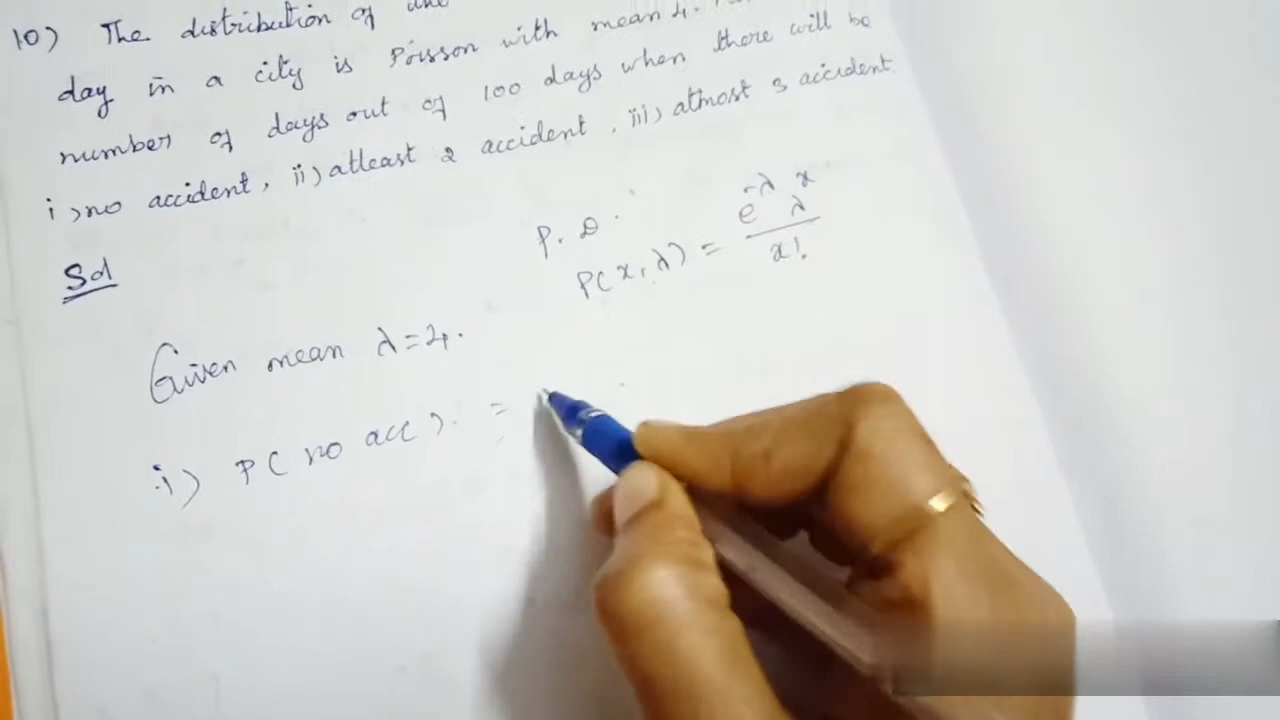 10) The distribution of
day in a city is Poisson with mean 4.
number of days out of 100 days when there will be
i) no accident, ii) atleast 2 accident, iii) atmost 3 accident.
Sol
P. D.
P(x, λ) = e^-λ λ^x / x!
Given mean λ = 4.
i) P( no acc ). =